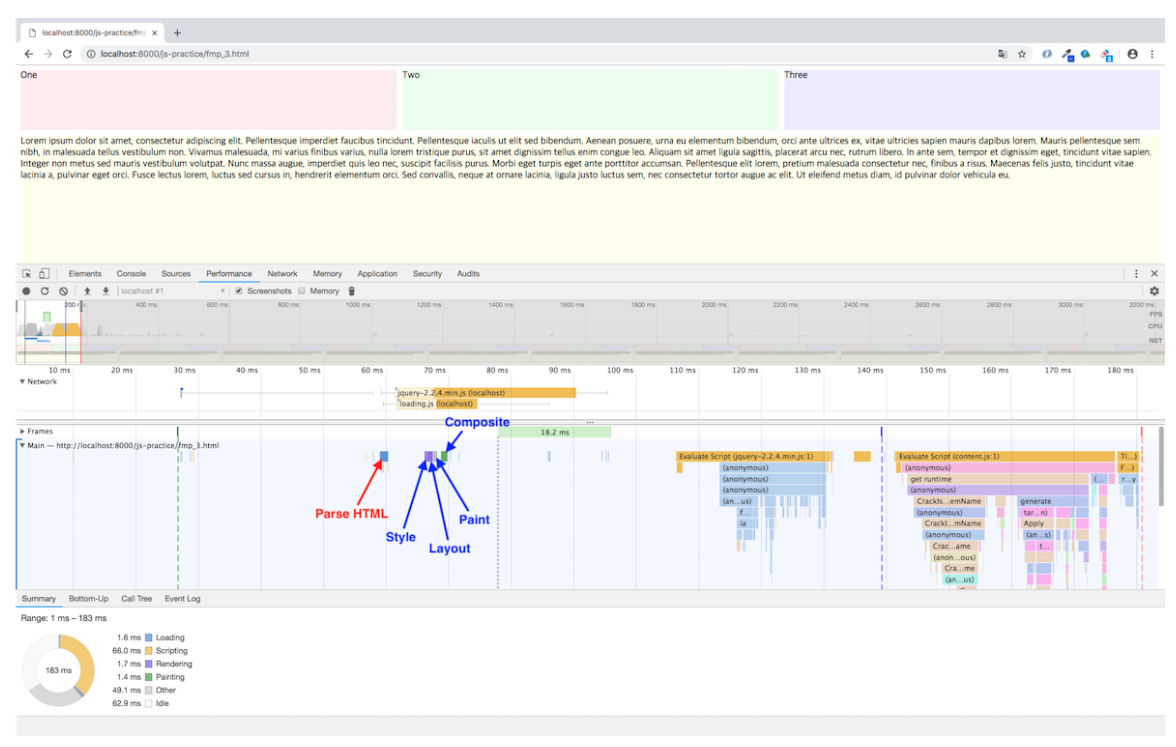 localhost:8000/js-practice/fmp
localhost:8000/js-practice/fmp_3.html
One
Two
Three
Lorem ipsum dolor sit amet, consectetur adipiscing elit. Pellentesque imperdiet faucibus tincidunt. Pellentesque iaculis ut elit sed bibendum. Aenean posuere, urna eu elementum bibendum, orci ante ultrices ex, vitae ultricies sapien mauris dapibus lorem. Mauris pellentesque sem
nibh, in malesuada tellus vestibulum non. Vivamus malesuada, mi varius finibus varius, nulla lorem tristique purus, sit amet dignissim tellus enim congue leo. Aliquam sit amet ligula sagittis, placerat arcu nec, rutrum libero. In ante sem, tempor et dignissim eget, tincidunt vitae sapien.
Integer non metus sed mauris vestibulum volutpat. Nunc massa augue, imperdiet quis leo nec, suscipit facilisis purus. Morbi eget turpis eget ante porttitor accumsan. Pellentesque elit lorem, pretium malesuada consectetur nec, finibus a risus. Maecenas felis justo, tincidunt vitae
lacinia a, pulvinar eget orci. Fusce lectus lorem, luctus sed cursus in, hendrerit elementum orci. Sed convallis, neque at ornare lacinia, ligula justo luctus sem, nec consectetur tortor augue ac elit. Ut eleifend metus diam, id pulvinar dolor vehicula eu.
Elements Console Sources Performance Network Memory Application Security Audits
localhost #1 Screenshots Memory
200 ms 400 ms 600 ms 800 ms 1000 ms 1200 ms 1400 ms 1600 ms 1800 ms 2000 ms 2200 ms 2400 ms 2600 ms 2800 ms 3000 ms 3200 ms
FPS
CPU
NET
10 ms 20 ms 30 ms 40 ms 50 ms 60 ms 70 ms 80 ms 90 ms 100 ms 110 ms 120 ms 130 ms 140 ms 150 ms 160 ms 170 ms 180 ms
Network
jquery-2.2.4.min.js (localhost)
loading.js (localhost)
...
Composite
Frames
18.2 ms
Main — http://localhost:8000/js-practice/fmp_3.html
Evaluate Script (jquery-2.2.4.min.js:1) Evaluate Script (content.js:1) Ti...)
(anonymous) (anonymous) F...)
(anonymous) get runtime (... r...y
(anonymous) (anonymous)
(an...us) CrackIs...emName generate
f... (anonymous) tar...n)
Ia CrackI...mName Apply
(anonymous) (an...s)
Crac...ame t...
(anon...ous)
Cra...me
(an...us)
Parse HTML
Style
Layout
Paint
Summary Bottom-Up Call Tree Event Log
Range: 1 ms – 183 ms
183 ms
1.6 ms Loading
66.0 ms Scripting
1.7 ms Rendering
1.4 ms Painting
49.1 ms Other
62.9 ms Idle